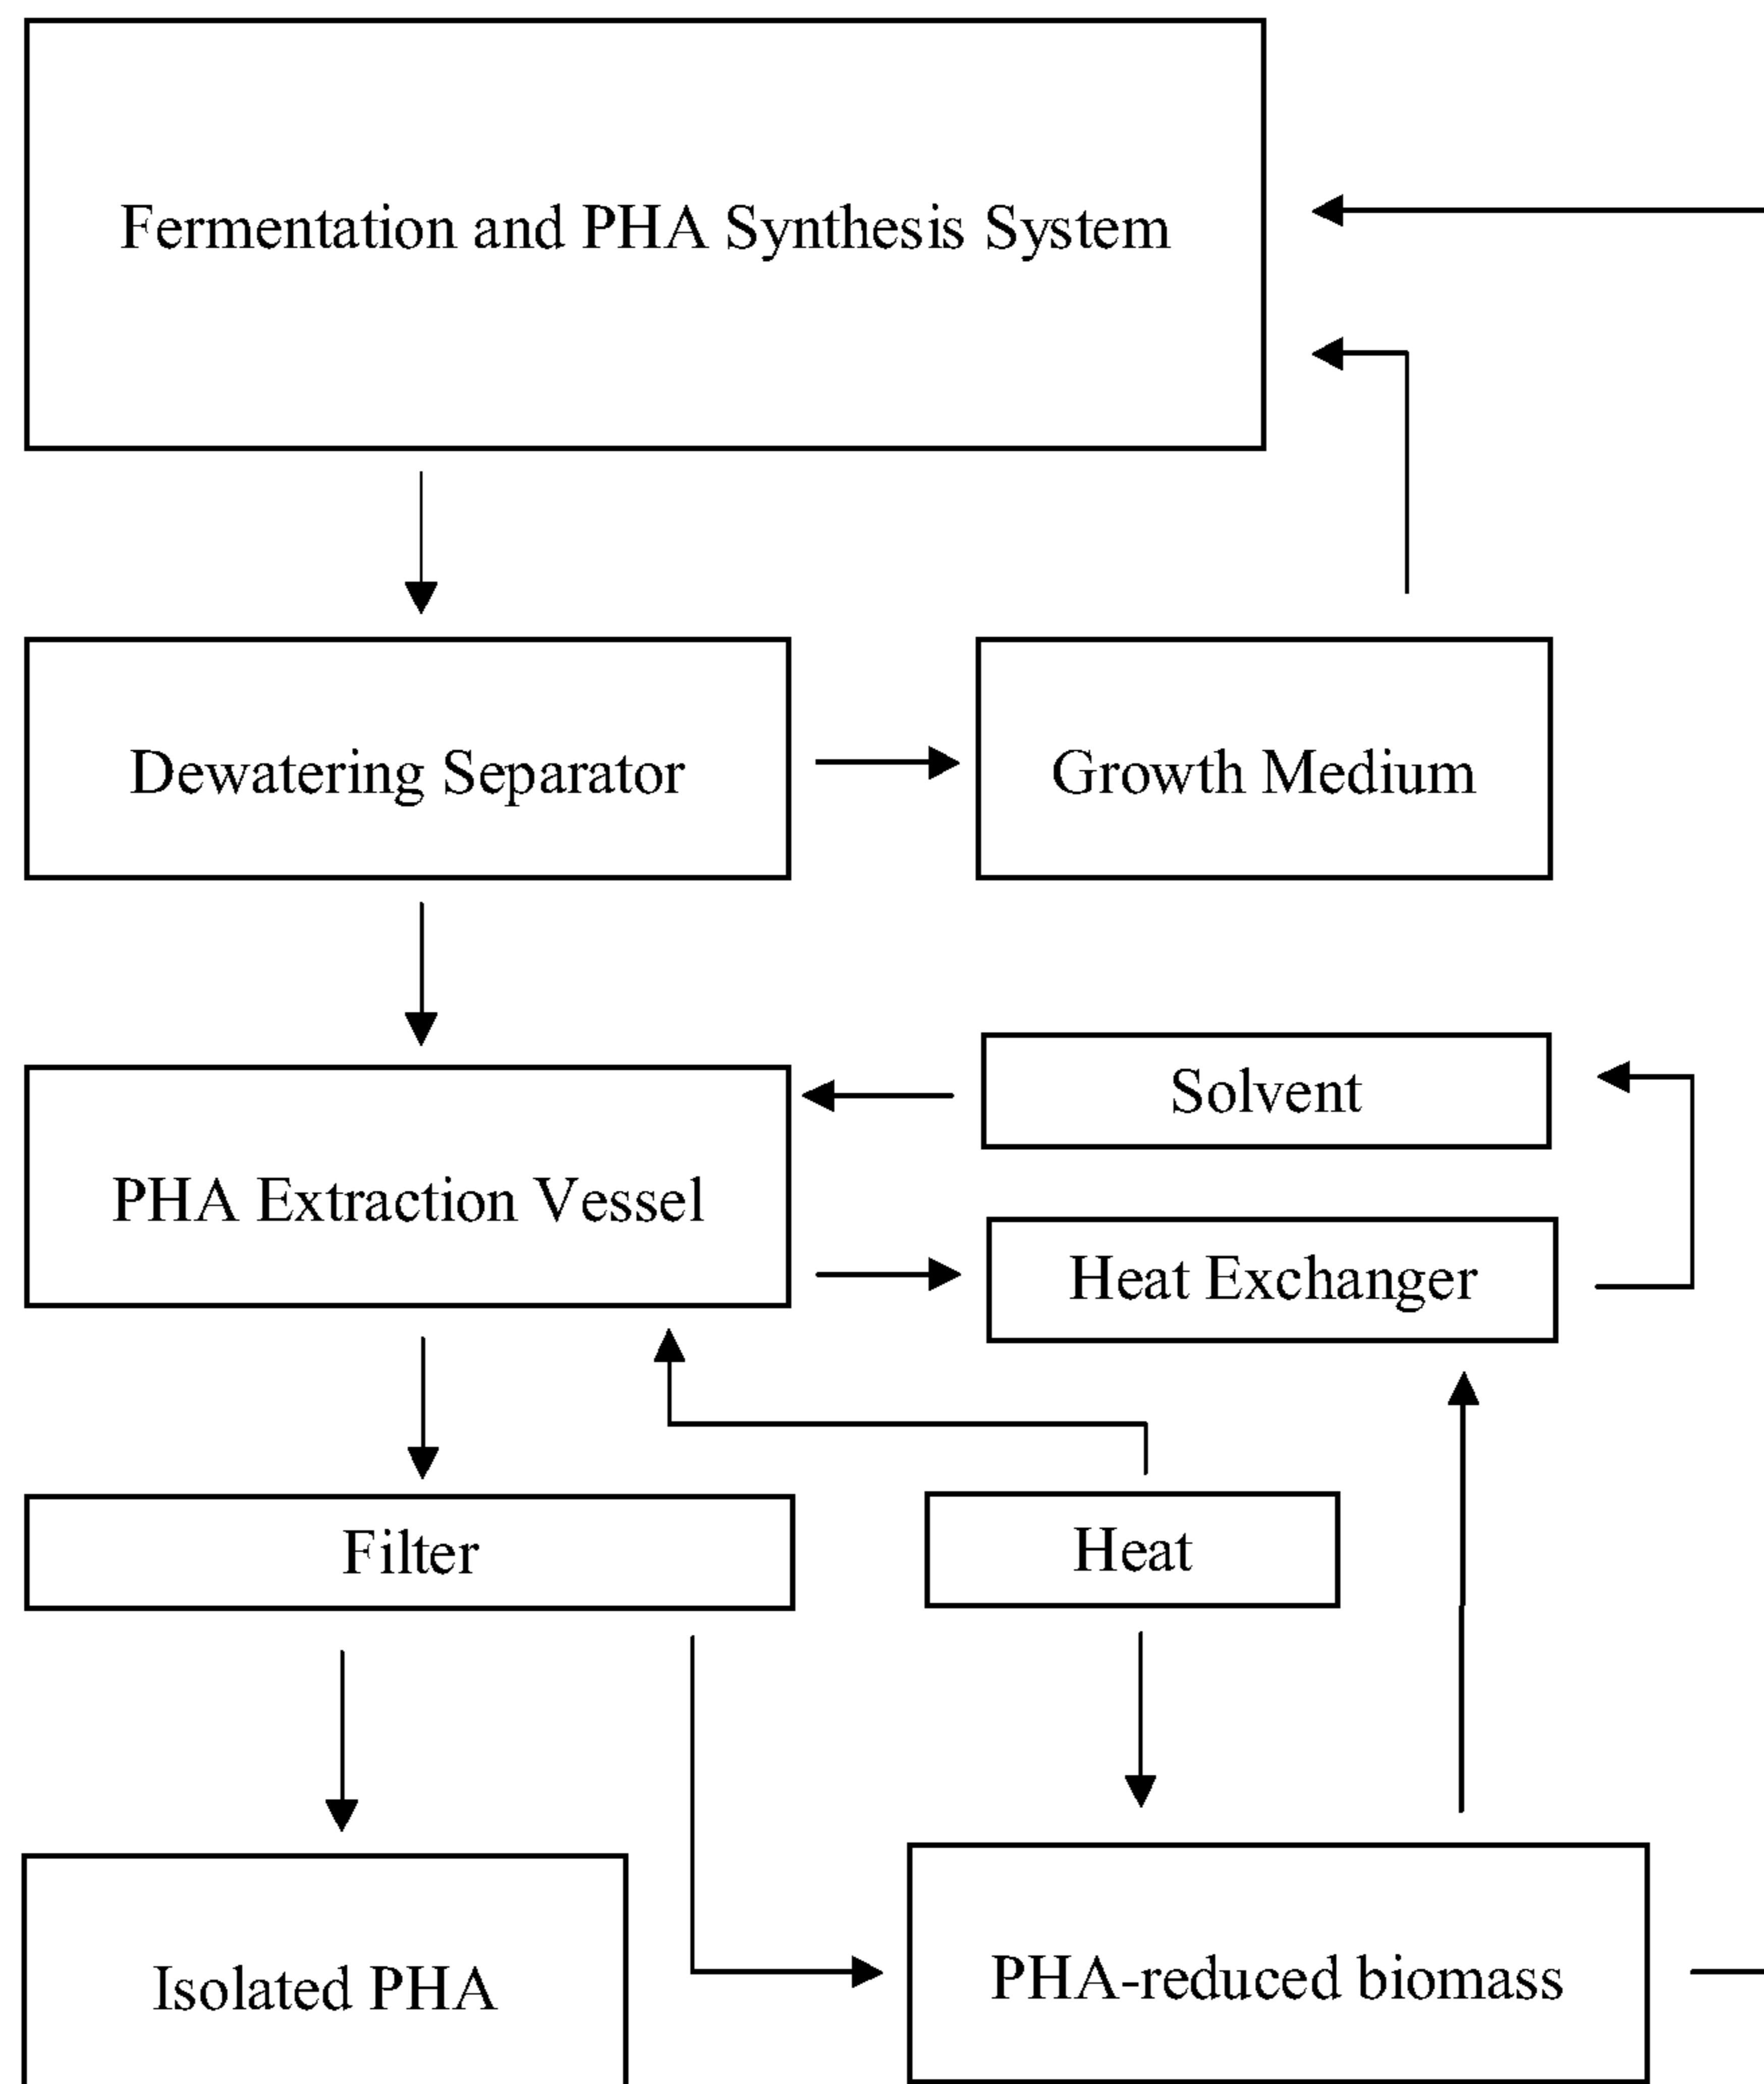 Fermentation and PHA Synthesis System
Dewatering Separator
Growth Medium
Solvent
PHA Extraction Vessel
Heat Exchanger
Filter
Heat
Isolated PHA
PHA-reduced biomass